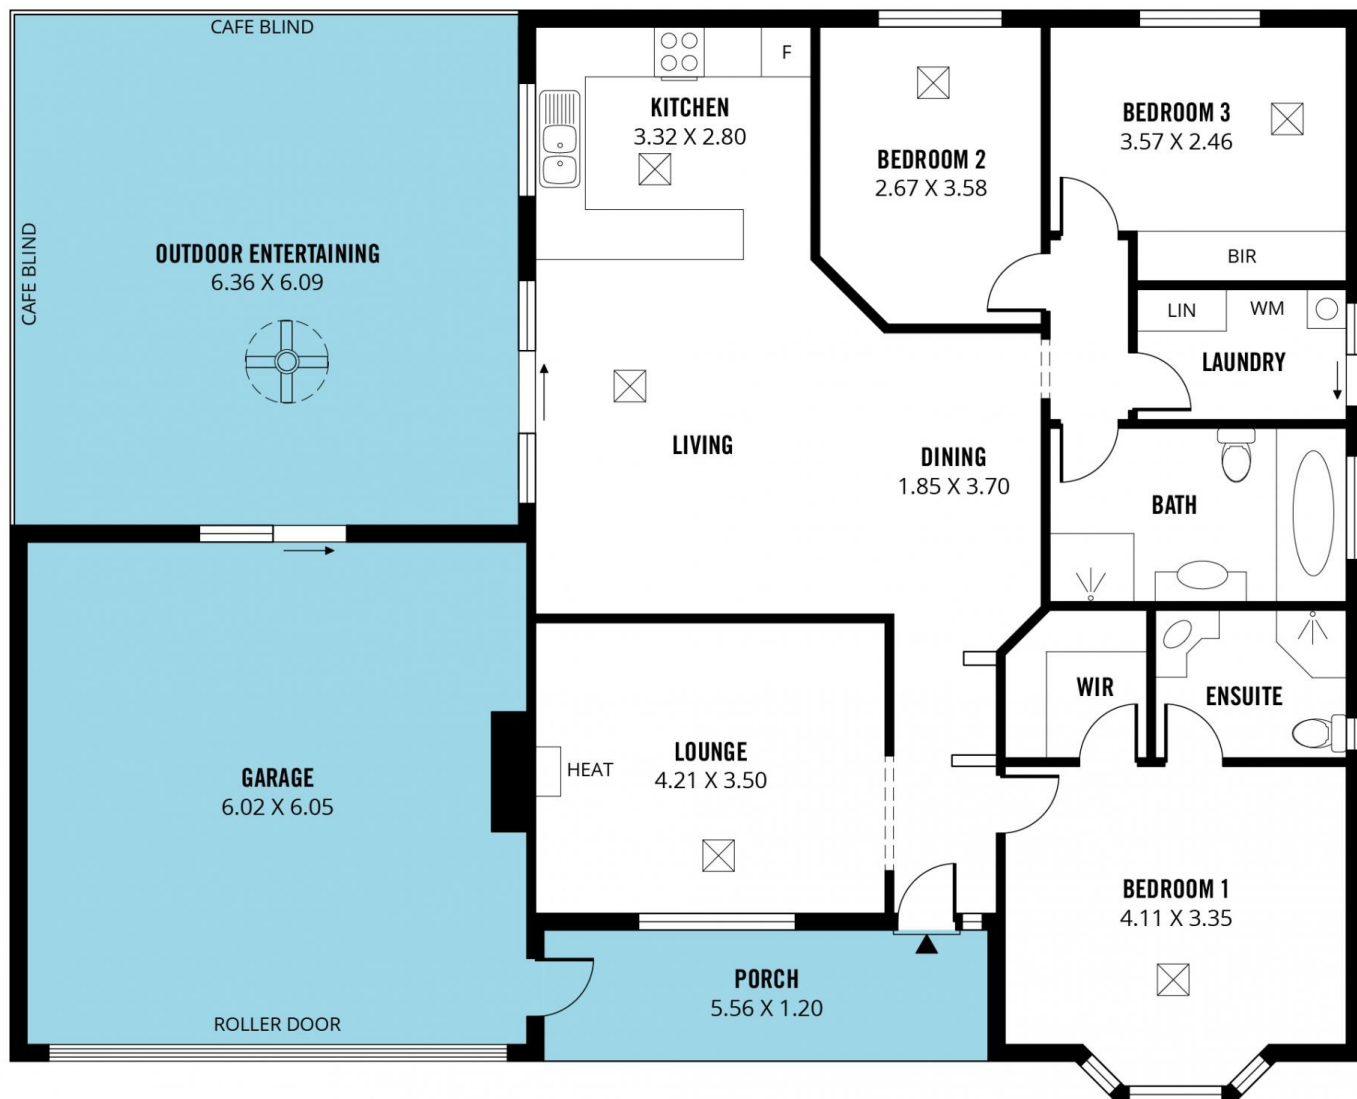 CAFE BLIND
F
KITCHEN
3.32 X 2.80
BEDROOM 2
2.67 X 3.58
BEDROOM 3
3.57 X 2.46
CAFE BLIND
OUTDOOR ENTERTAINING
6.36 X 6.09
BIR
LIN
WM
LAUNDRY
LIVING
DINING
1.85 X 3.70
BATH
WIR
ENSUITE
LOUNGE
4.21 X 3.50
HEAT
GARAGE
6.02 X 6.05
BEDROOM 1
4.11 X 3.35
PORCH
5.56 X 1.20
ROLLER DOOR